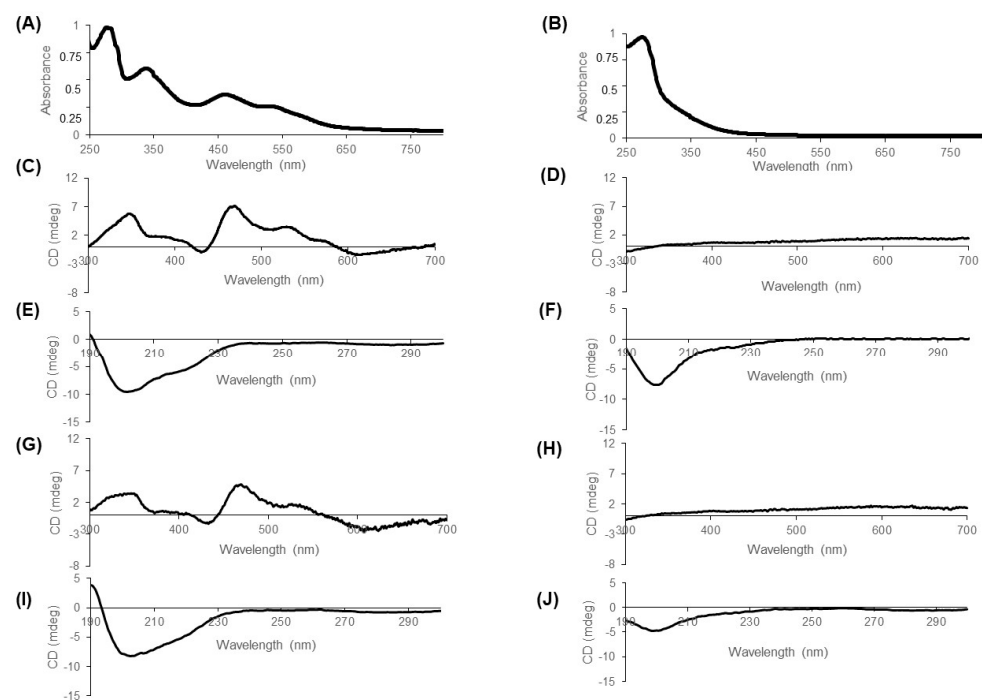 (A)
Absorbance
1
0.75
0.5
0.25
0
250 350 450 550 650 750
Wavelength (nm)
(B)
Absorbance
1
0.75
0.5
0.25
0
250 350 450 550 650 750
Wavelength (nm)
(C)
CD (mdeg)
12
7
2
-3
-8
300 400 500 600 700
Wavelength (nm)
(D)
CD (mdeg)
12
7
2
-3
-8
300 400 500 600 700
Wavelength (nm)
(E)
CD (mdeg)
5
0
-5
-10
-15
190 210 230 250 270 290
Wavelength (nm)
(F)
CD (mdeg)
5
0
-5
-10
-15
190 210 230 250 270 290
Wavelength (nm)
(G)
CD (mdeg)
12
7
2
-3
-8
300 400 500 600 700
Wavelength (nm)
(H)
CD (mdeg)
12
7
2
-3
-8
300 400 500 600 700
Wavelength (nm)
(I)
CD (mdeg)
5
0
-5
-10
-15
190 210 230 250 270 290
Wavelength (nm)
(J)
CD (mdeg)
5
0
-5
-10
-15
190 210 230 250 270 290
Wavelength (nm)